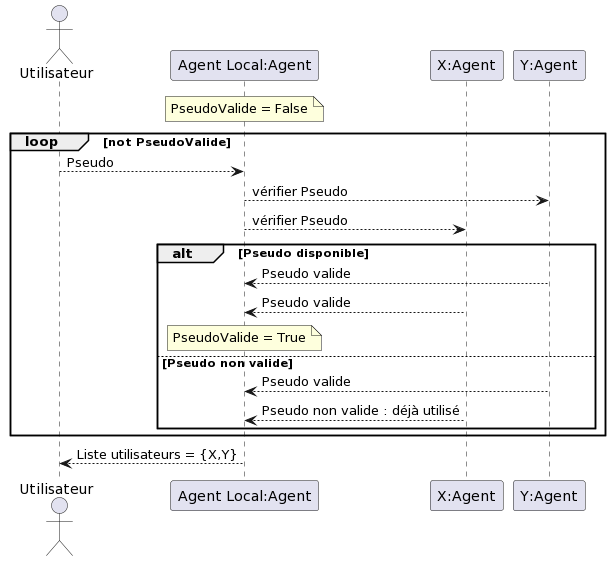 Utilisateur
Agent Local:Agent
X:Agent
Y:Agent
PseudoValide = False
loop
[not PseudoValide]
Pseudo
vérifier Pseudo
vérifier Pseudo
alt
[Pseudo disponible]
Pseudo valide
Pseudo valide
PseudoValide = True
[Pseudo non valide]
Pseudo valide
Pseudo non valide : déjà utilisé
Liste utilisateurs = {X,Y}
Utilisateur
Agent Local:Agent
X:Agent
Y:Agent